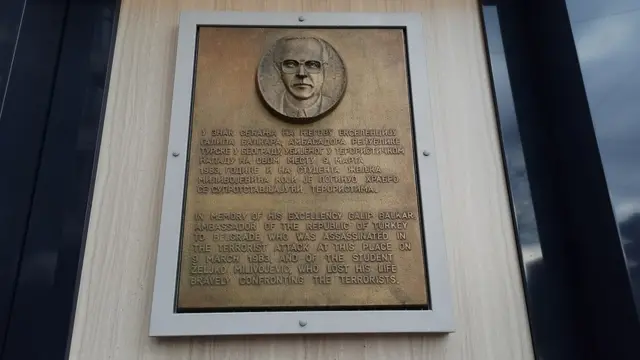 У ЗНАК СЕЋАЊА НА ЊЕГОВУ ЕКСЕЛЕНЦИЈУ
ГАЛИПА БАЛКАРА, АМБАСАДОРА РЕПУБЛИКЕ
ТУРСКЕ У БЕОГРАДУ УБИЈЕНОГ У ТЕРОРИСТИЧКОМ
НАПАДУ НА ОВОМ МЕСТУ, 9. МАРТА
1983. ГОДИНЕ И НА СТУДЕНТА ЖЕЉКА
МИЛИВОЈЕВИЋА КОЈИ ЈЕ ПОГИНУО ХРАБРО
СЕ СУПРОТСТАВЉАЈУЋИ ТЕРОРИСТИМА.
IN MEMORY OF HIS EXCELLENCY GALIP BALKAR,
AMBASSADOR OF THE REPUBLIC OF TURKEY
TO BELGRADE WHO WAS ASSASSINATED IN
THE TERRORIST ATTACK AT THIS PLACE ON
9 MARCH 1983, AND OF THE STUDENT
ŽELJKO MILIVOJEVIĆ, WHO LOST HIS LIFE
BRAVELY CONFRONTING THE TERRORISTS.